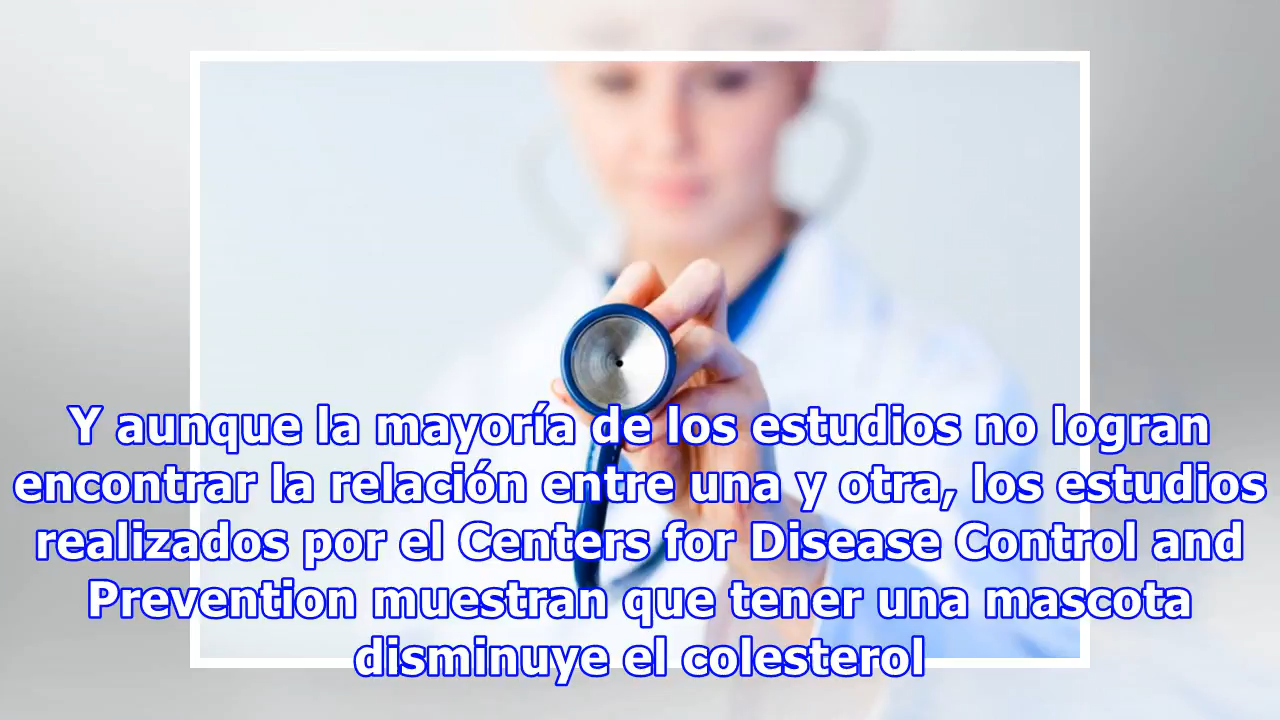 Y aunque la mayoría de los estudios no logran
encontrar la relación entre una y otra, los estudios
realizados por el Centers for Disease Control and
Prevention muestran que tener una mascota
disminuye el colesterol